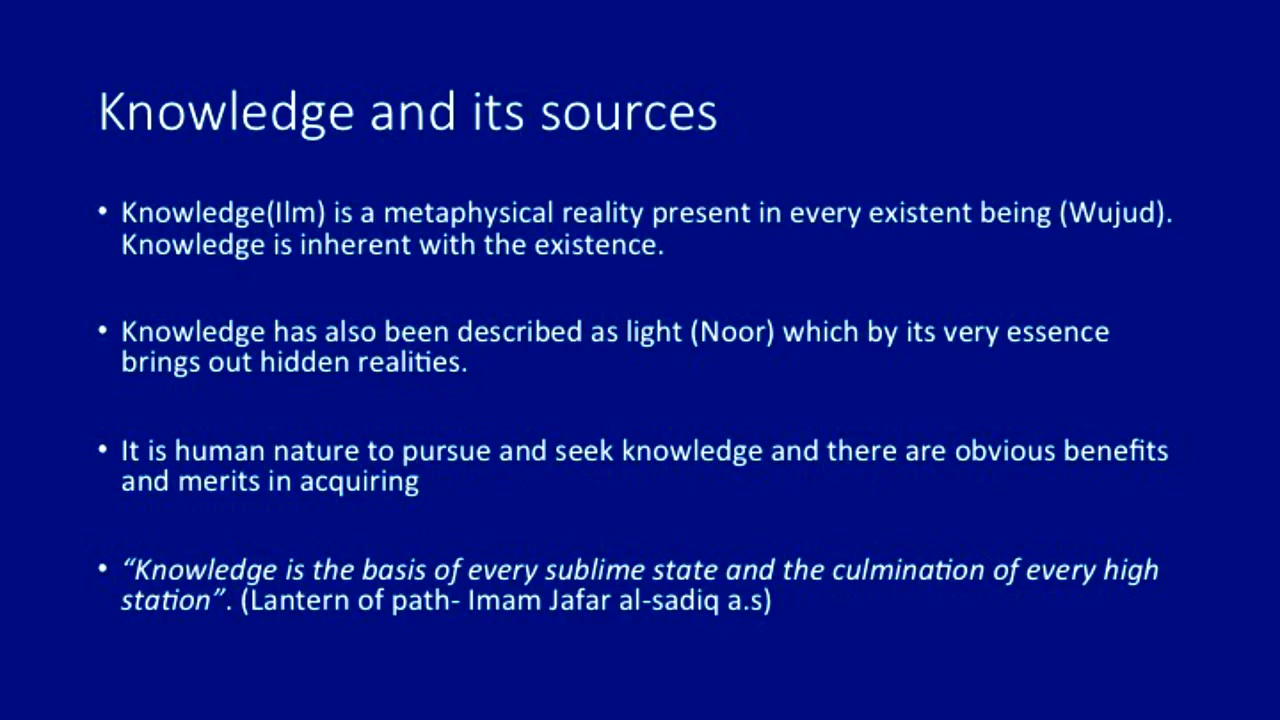 Knowledge and its sources
• Knowledge(Ilm) is a metaphysical reality present in every existent being (Wujud).
Knowledge is inherent with the existence.
• Knowledge has also been described as light (Noor) which by its very essence
brings out hidden realities.
• It is human nature to pursue and seek knowledge and there are obvious benefits
and merits in acquiring
• “Knowledge is the basis of every sublime state and the culmination of every high
station”. (Lantern of path- Imam Jafar al-sadiq a.s)